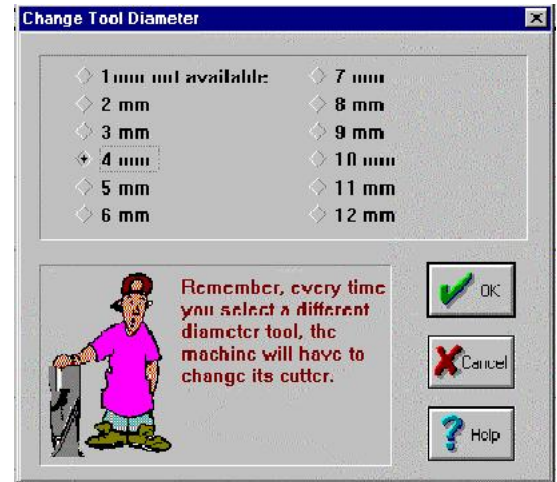 Change Tool Diameter
1mm not available
2 mm
3 mm
4 mm
5 mm
6 mm
7 mm
8 mm
9 mm
10 mm
11 mm
12 mm
Remember, every time
you select a different
diameter tool, the
machine will have to
change its cutter.
OK
Cancel
Help